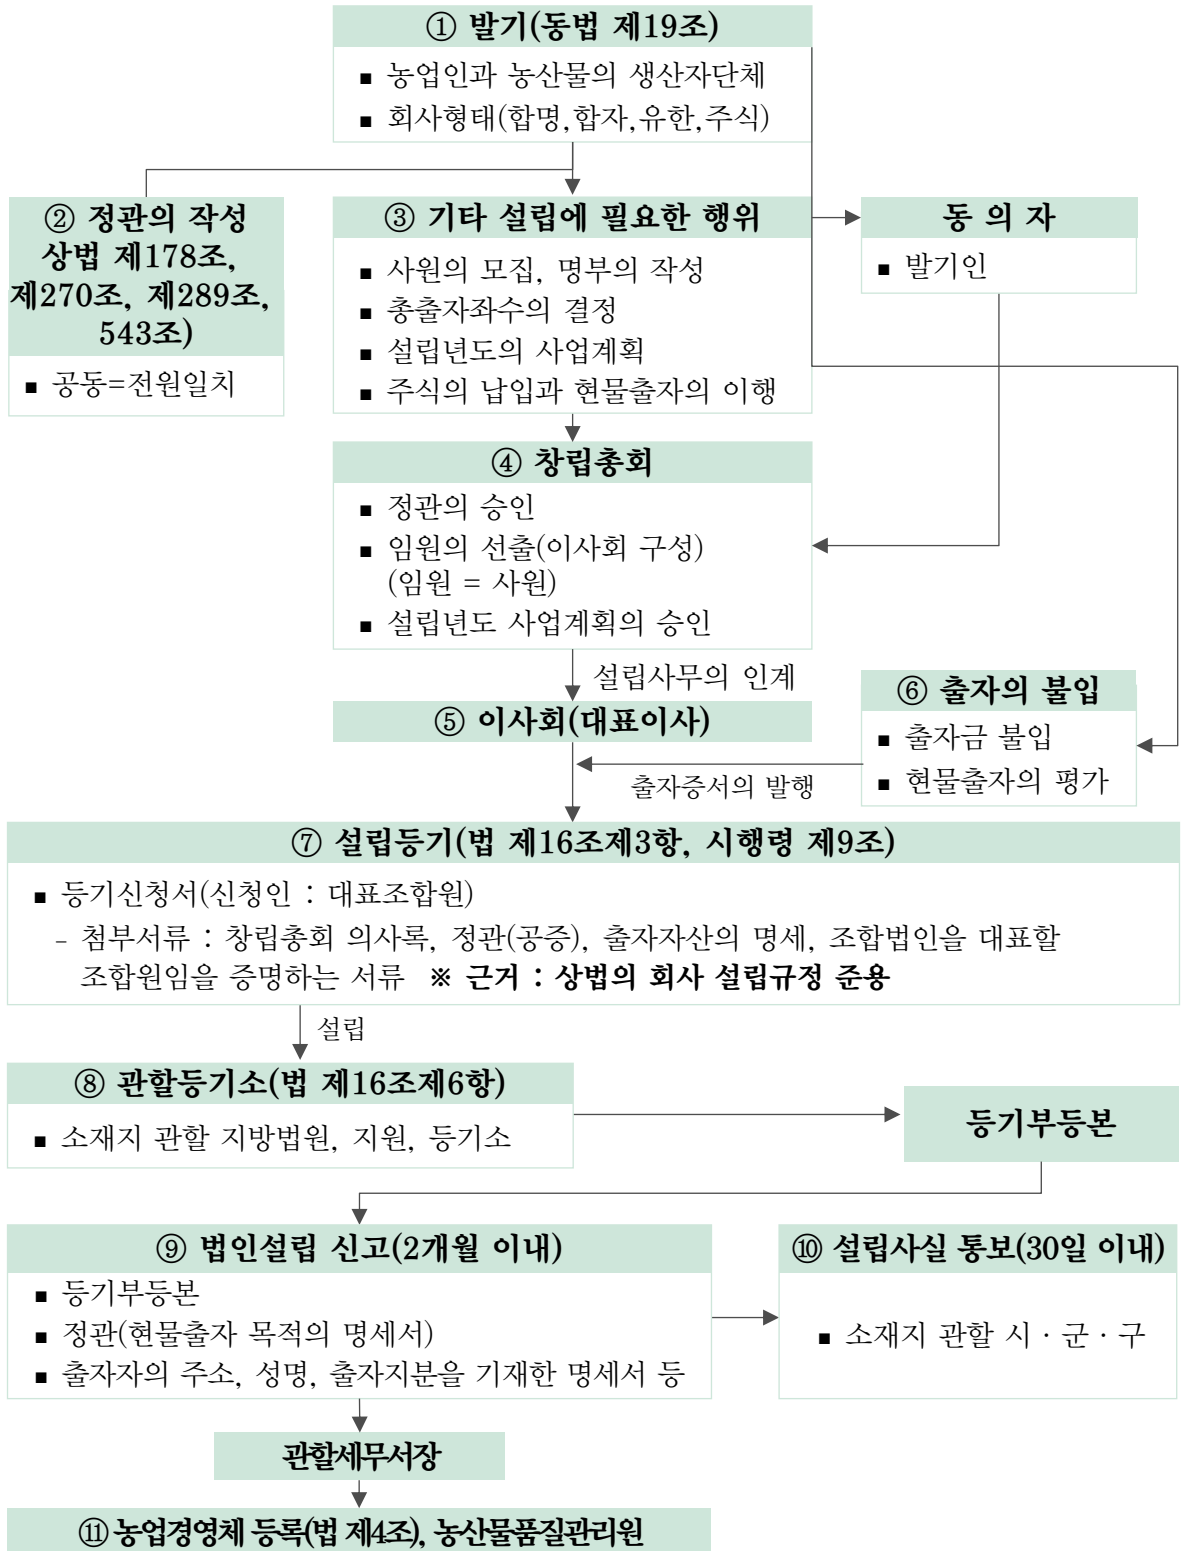 ① 발기(동법 제19조)
▪ 농업인과 농산물의 생산자단체
▪ 회사형태(합명,합자,유한,주식)
② 정관의 작성
상법 제178조,
제270조, 제289조,
543조)
▪ 공동=전원일치
③ 기타 설립에 필요한 행위
▪ 사원의 모집, 명부의 작성
▪ 총출자좌수의 결정
▪ 설립년도의 사업계획
▪ 주식의 납입과 현물출자의 이행
동 의 자
▪ 발기인
④ 창립총회
▪ 정관의 승인
▪ 임원의 선출(이사회 구성)
(임원 = 사원)
▪ 설립년도 사업계획의 승인
설립사무의 인계
⑤ 이사회(대표이사)
⑥ 출자의 불입
▪ 출자금 불입
▪ 현물출자의 평가
출자증서의 발행
⑦ 설립등기(법 제16조제3항, 시행령 제9조)
▪ 등기신청서(신청인 : 대표조합원)
- 첨부서류 : 창립총회 의사록, 정관(공증), 출자자산의 명세, 조합법인을 대표할
조합원임을 증명하는 서류 ※ 근거 : 상법의 회사 설립규정 준용
설립
⑧ 관할등기소(법 제16조제6항)
▪ 소재지 관할 지방법원, 지원, 등기소
등기부등본
⑨ 법인설립 신고(2개월 이내)
▪ 등기부등본
▪ 정관(현물출자 목적의 명세서)
▪ 출자자의 주소, 성명, 출자지분을 기재한 명세서 등
⑩ 설립사실 통보(30일 이내)
▪ 소재지 관할 시 · 군 · 구
관할세무서장
⑪ 농업경영체 등록(법 제4조), 농산물품질관리원